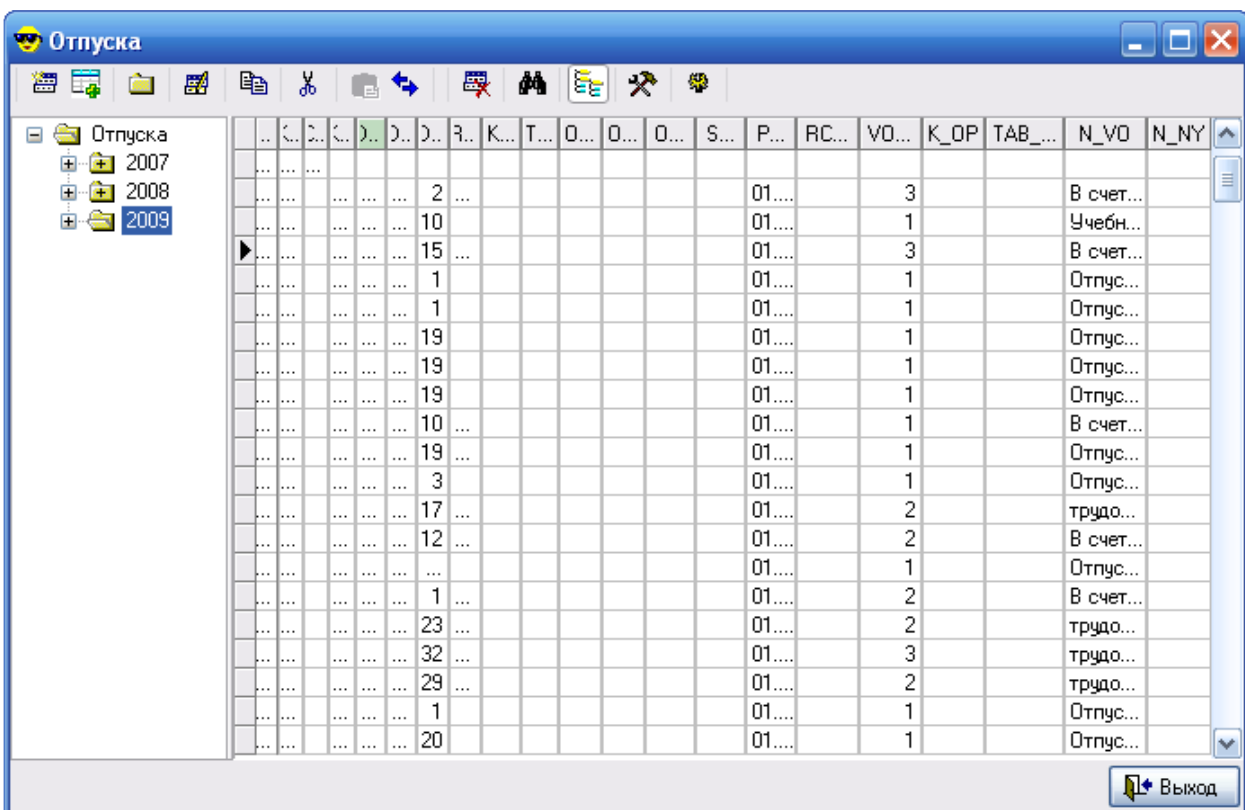 Отпуска
Отпуска
2007
2008
2009
K... T... O... O... O... S... P... RC... VO... K_OP TAB_... N_VO N_NY
... ... ...
... ... ... ... ... 2 ... 01.... 3 В счет...
... ... ... ... ... 10 01.... 1 Учебн...
... ... ... ... ... 15 ... 01.... 3 В счет...
... ... ... ... ... 1 01.... 1 Отпус...
... ... ... ... ... 1 01.... 1 Отпус...
... ... ... ... ... 19 01.... 1 Отпус...
... ... ... ... ... 19 01.... 1 Отпус...
... ... ... ... ... 19 01.... 1 Отпус...
... ... ... ... ... 10 ... 01.... 1 В счет...
... ... ... ... ... 19 ... 01.... 1 Отпус...
... ... ... ... ... 3 01.... 1 Отпус...
... ... ... ... ... 17 ... 01.... 2 трудо...
... ... ... ... ... 12 ... 01.... 2 В счет...
... ... ... ... ... ... 01.... 1 Отпус...
... ... ... ... ... 1 ... 01.... 2 В счет...
... ... ... ... ... 23 ... 01.... 2 трудо...
... ... ... ... ... 32 ... 01.... 3 трудо...
... ... ... ... ... 29 ... 01.... 2 трудо...
... ... ... ... ... 1 01.... 1 Отпус...
... ... ... ... ... 20 01.... 1 Отпус...
Выход